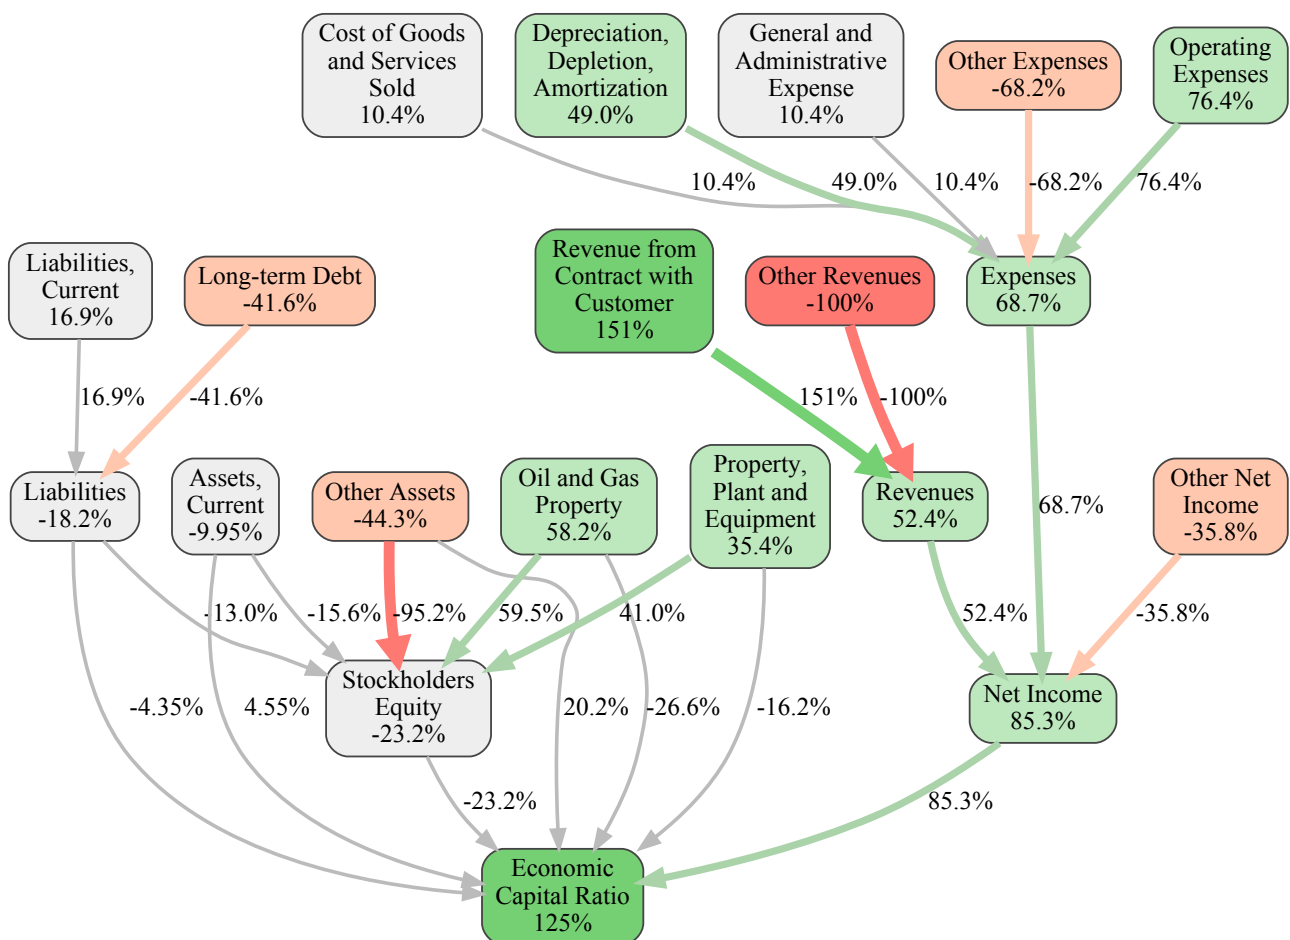 Cost of Goods
and Services
Sold
10.4%
Depreciation,
Depletion,
Amortization
49.0%
General and
Administrative
Expense
10.4%
Other Expenses
-68.2%
Operating
Expenses
76.4%
10.4%
49.0%
10.4%
-68.2%
76.4%
Liabilities,
Current
16.9%
Long-term Debt
-41.6%
Revenue from
Contract with
Customer
151%
Other Revenues
-100%
Expenses
68.7%
16.9%
-41.6%
151%
-100%
Liabilities
-18.2%
Assets,
Current
-9.95%
Other Assets
-44.3%
Oil and Gas
Property
58.2%
Property,
Plant and
Equipment
35.4%
Revenues
52.4%
68.7%
Other Net
Income
-35.8%
-13.0%
-15.6%
-95.2%
59.5%
41.0%
52.4%
-35.8%
Stockholders
Equity
-23.2%
Net Income
85.3%
-4.35%
4.55%
20.2%
-26.6%
-16.2%
-23.2%
85.3%
Economic
Capital Ratio
125%